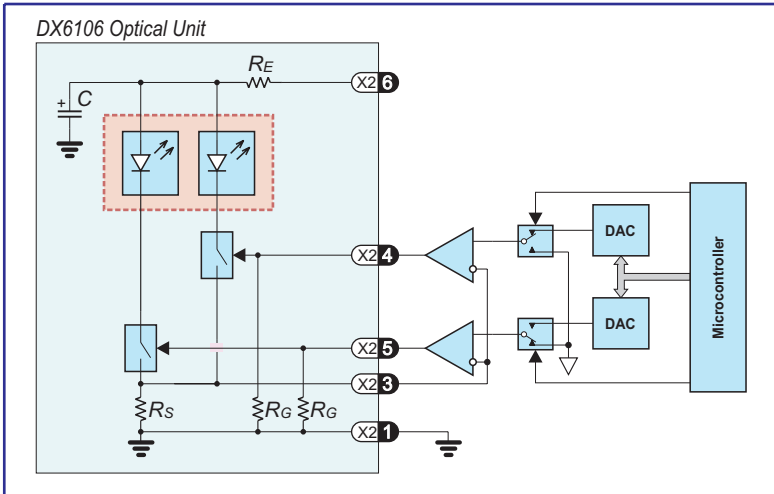 DX6106 Optical Unit
RE
X2 6
+ C
X2 4
DAC
DAC
Microcontroller
X2 5
X2 3
RS
RG
RG
X2 1